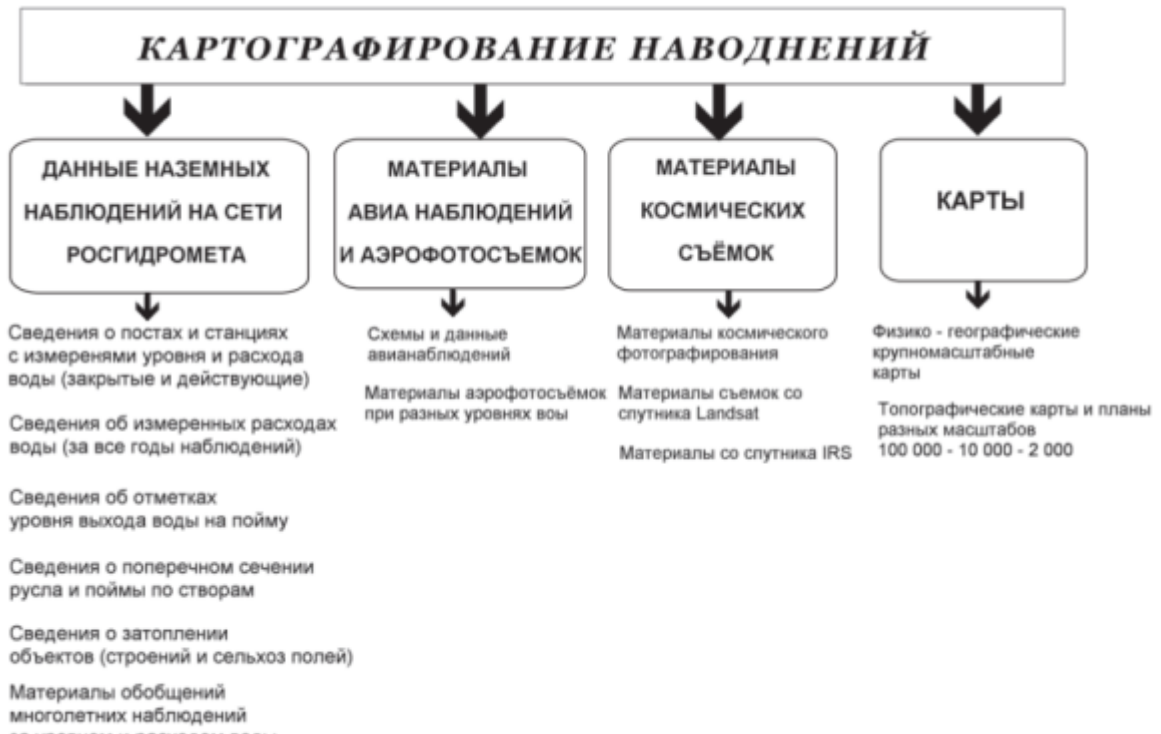 КАРТОГРАФИРОВАНИЕ НАВОДНЕНИЙ
ДАННЫЕ НАЗЕМНЫХ
НАБЛЮДЕНИЙ НА СЕТИ
РОСГИДРОМЕТА
Сведения о постах и станциях
с измеренями уровня и расхода
воды (закрытые и действующие)
Сведения об измеренных расходах
воды (за все годы наблюдений)
Сведения об отметках
уровня выхода воды на пойму
Сведения о поперечном сечении
русла и поймы по створам
Сведения о затоплении
объектов (строений и сельхоз полей)
Материалы обобщений
многолетних наблюдений
МАТЕРИАЛЫ
АВИА НАБЛЮДЕНИЙ
И АЭРОФОТОСЪЕМОК
Схемы и данные
авианаблюдений
Материалы аэрофотосъёмок
при разных уровнях воы
МАТЕРИАЛЫ
КОСМИЧЕСКИХ
СЪЁМОК
Материалы космического
фотографирования
Материалы съемок со
спутника Landsat
Материалы со спутника IRS
КАРТЫ
Физико - географические
крупномасштабные
карты
Топографические карты и планы
разных масштабов
100 000 - 10 000 - 2 000